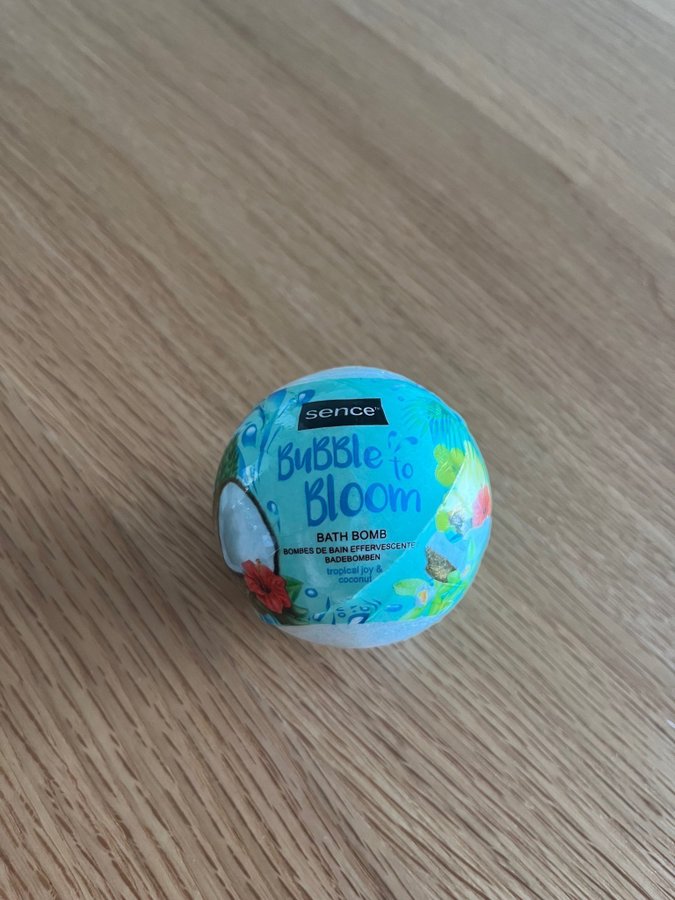 sence
BuBBle to
Bloom
BATH BOMB
BOMBES DE BAIN EFFERVESCENTE
BADEBOMBEN
tropical joy &
coconut